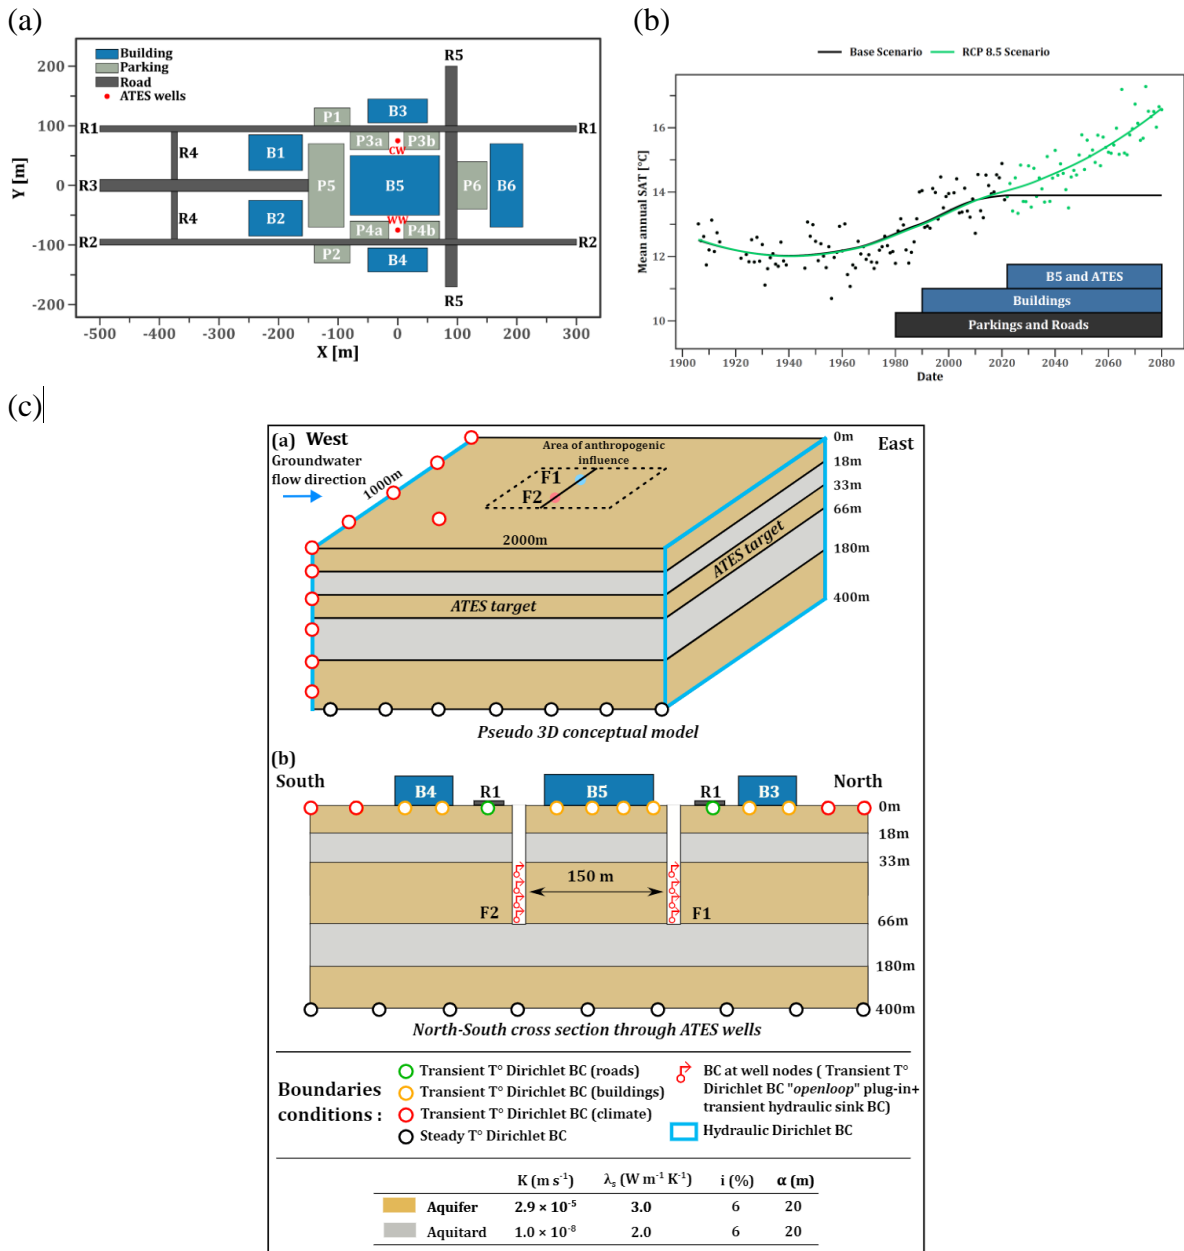 (a)
Building
Parking
Road
ATES wells
200
100
0
-100
-200
Y [m]
R5
P1
B3
R1
R1
R4
B1
P3a
P3b
CW
R3
P5
B5
P6
B6
R4
B2
WW
P4a
P4b
R2
R2
P2
B4
R5
-500 -400 -300 -200 -100 0 100 200 300
X [m]
(b)
Base Scenario RCP 8.5 Scenario
Mean annual SAT [°C]
16
14
12
10
B5 and ATES
Buildings
Parkings and Roads
1900 1920 1940 1960 1980 2000 2020 2040 2060 2080
Date
(c)
(a) West
Groundwater
flow direction
1000m
Area of anthropogenic
influence
F1
F2
East
0m
18m
33m
66m
180m
400m
2000m
ATES target
ATES target
Pseudo 3D conceptual model
(b)
South
North
B4
R1
B5
R1
B3
0m
18m
33m
66m
180m
400m
150 m
F2
F1
North-South cross section through ATES wells
Boundaries
conditions :
Transient T° Dirichlet BC (roads)
Transient T° Dirichlet BC (buildings)
Transient T° Dirichlet BC (climate)
Steady T° Dirichlet BC
BC at well nodes ( Transient T°
Dirichlet BC "openloop" plug-in+
transient hydraulic sink BC)
Hydraulic Dirichlet BC
K (m s⁻¹) λₛ (W m⁻¹ K⁻¹) i (%) α (m)
Aquifer 2.9 × 10⁻⁵ 3.0 6 20
Aquitard 1.0 × 10⁻⁸ 2.0 6 20